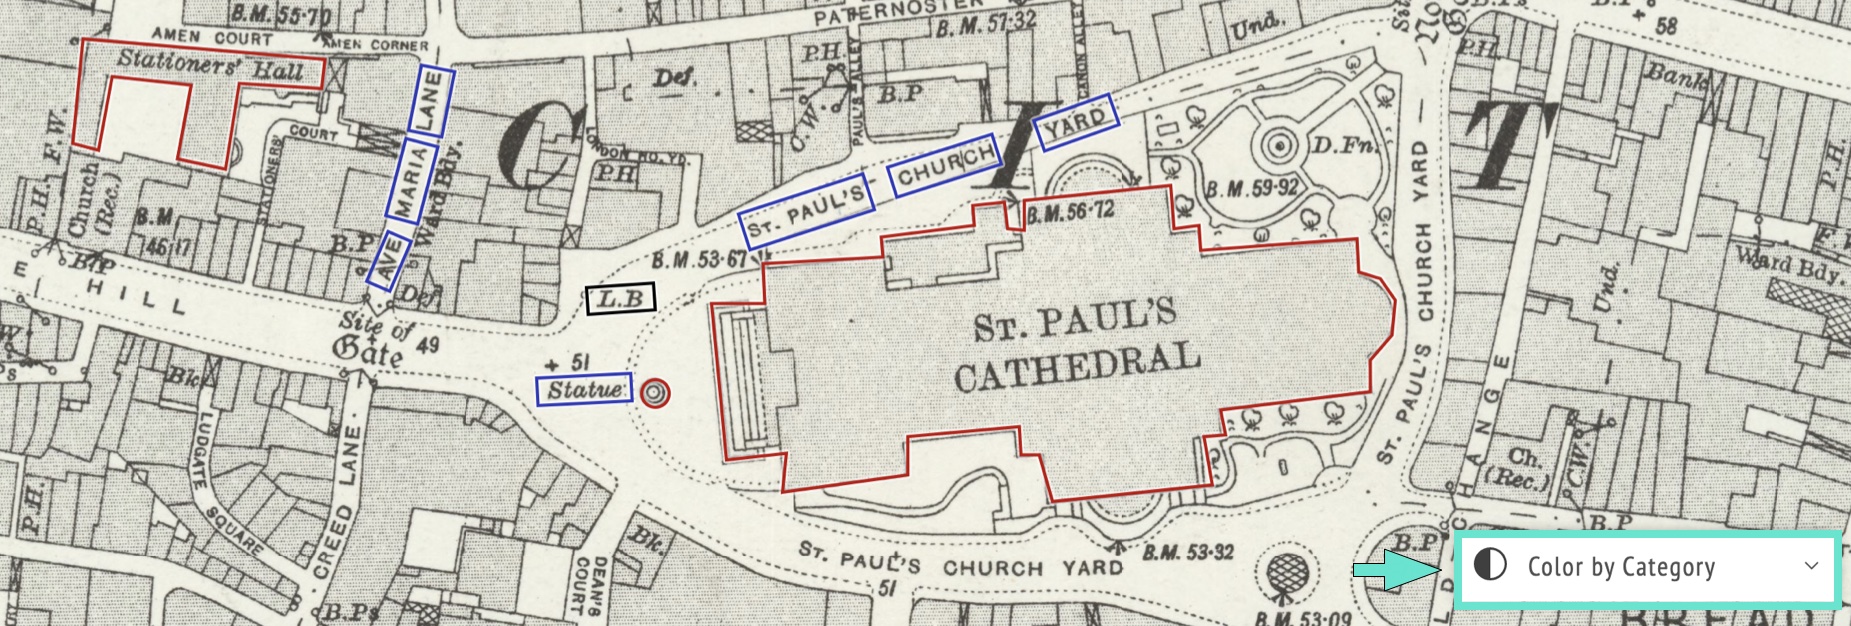 B.M. 55·70
AMEN COURT
AMEN CORNER
Stationers' Hall
PATERNOSTER
B.M. 57·32
Und.
P.H.
B.Ps
B.P
58
Bank
P.H.
Def.
P.H.
B.P
C.W.
PAUL'S ALLEY
CANON ALLEY
LANE
MARIA
AVE
Ward Bdy.
COURT
STATIONERS'
F.W.
P.H.
Church
(Rec.)
B.M
46·17
B.P
B.P
C
I
T
LONDON HO. YD.
P.H
ST. PAUL'S
CHURCH
YARD
D.Fn.
B.M. 59·92
B.M. 56·72
B.M. 53·67
L.B
E
HILL
Def.
Site of
Gate
49
51
Statue
ST. PAUL'S
CATHEDRAL
ST. PAUL'S CHURCH YARD
Ward Bdy.
Und.
CHANGE
Ch.
(Rec.)
C.W.
Bk.
LUDGATE
SQUARE
CREED LANE
P.H.
B.Ps
DEAN'S
COURT
Bk.
ST. PAUL'S CHURCH YARD
51
B.M. 53·32
B.M. 53·09
B.P
B.P
Color by Category
BREAD